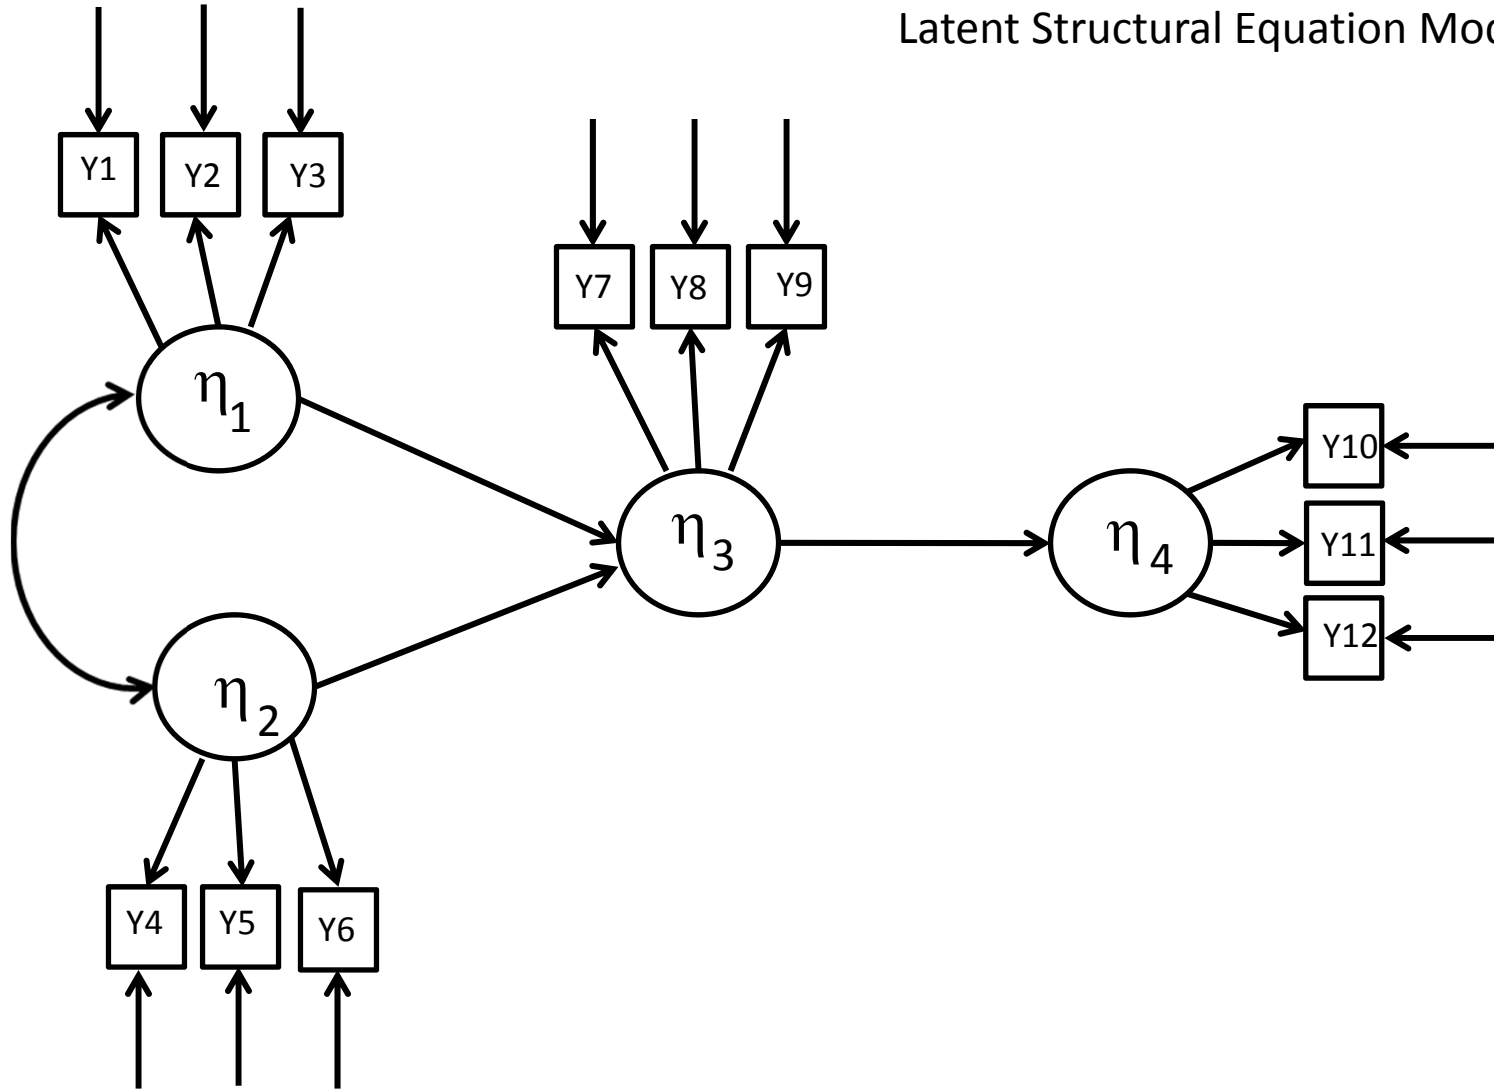 Latent Structural Equation
Y1 Y2 Y3
Y7 Y8 Y9
η1
Y10
η3
η4
Y11
Y12
η2
Y4 Y5 Y6